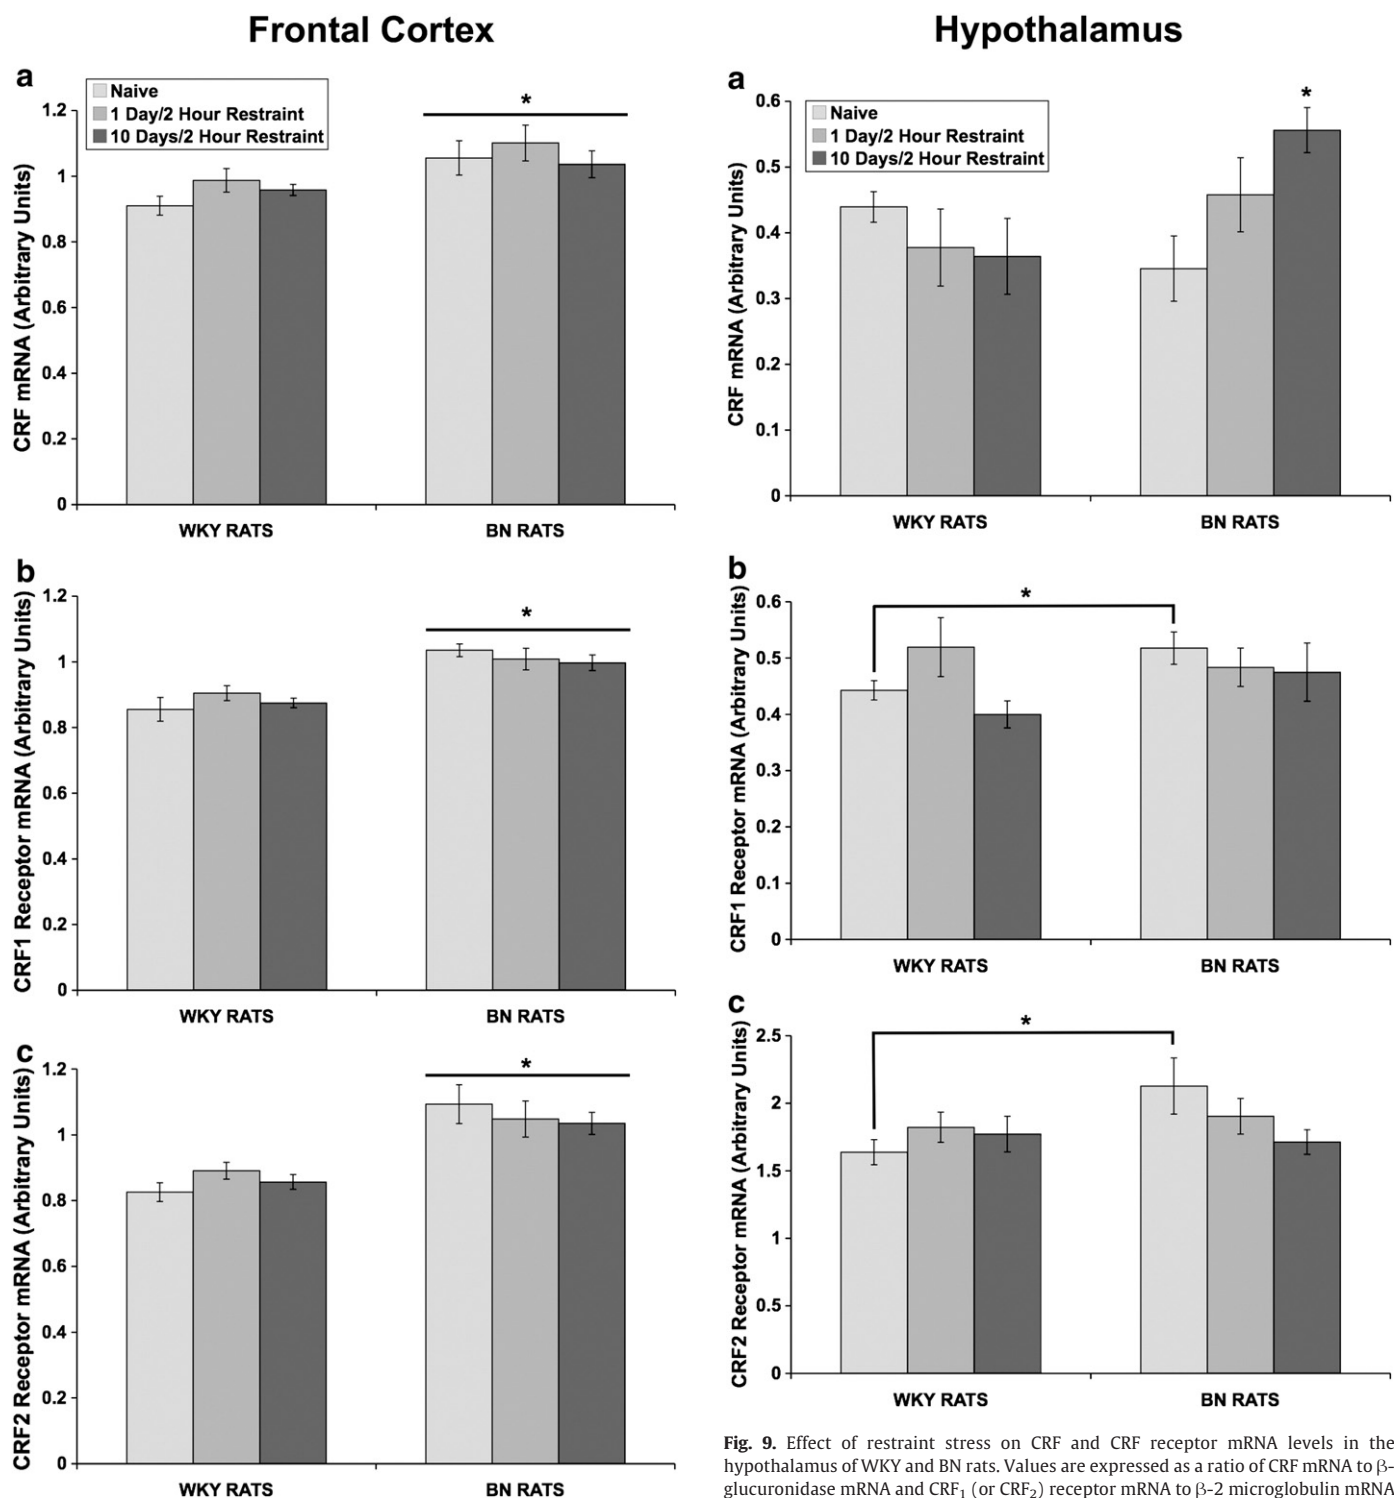 Frontal Cortex
a
Naive
1 Day/2 Hour Restraint
10 Days/2 Hour Restraint
*
CRF mRNA (Arbitrary Units)
1.2
1
0.8
0.6
0.4
0.2
0
WKY RATS
BN RATS
b
*
CRF1 Receptor mRNA (Arbitrary Units)
1.2
1
0.8
0.6
0.4
0.2
0
WKY RATS
BN RATS
c
*
CRF2 Receptor mRNA (Arbitrary Units)
1.2
1
0.8
0.6
0.4
0.2
0
WKY RATS
BN RATS
Hypothalamus
a
Naive
1 Day/2 Hour Restraint
10 Days/2 Hour Restraint
*
CRF mRNA (Arbitrary Units)
0.6
0.5
0.4
0.3
0.2
0.1
0
WKY RATS
BN RATS
b
*
CRF1 Receptor mRNA (Arbitrary Units)
0.6
0.5
0.4
0.3
0.2
0.1
0
WKY RATS
BN RATS
c
*
CRF2 Receptor mRNA (Arbitrary Units)
2.5
2
1.5
1
0.5
0
WKY RATS
BN RATS
Fig. 9. Effect of restraint stress on CRF and CRF receptor mRNA levels in the
hypothalamus of WKY and BN rats. Values are expressed as a ratio of CRF mRNA to β-
glucuronidase mRNA and CRF₁ (or CRF₂) receptor mRNA to β-2 microglobulin mRNA